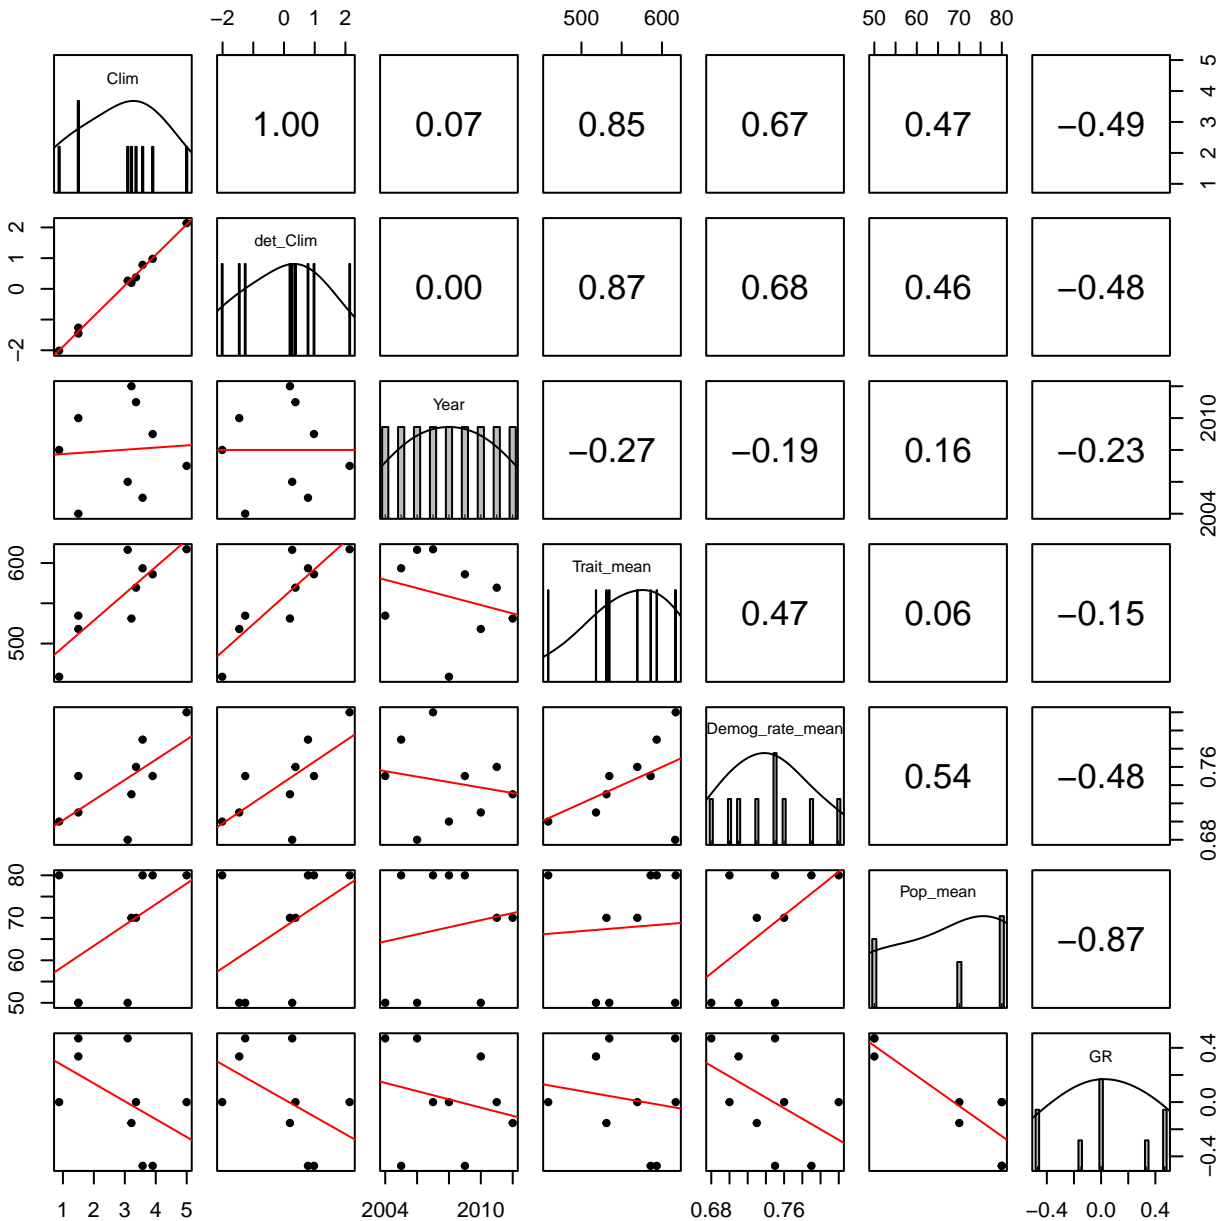 −2 0 1 2 500 600 50 60 70 80
Clim 1.00 0.07 0.85 0.67 0.47 −0.49 1 2 3 4 5
−2 0 1 2 det_Clim 0.00 0.87 0.68 0.46 −0.48
Year −0.27 −0.19 0.16 −0.23 2004 2010
500 600 Trait_mean 0.47 0.06 −0.15
Demog_rate_mean 0.54 −0.48 0.68 0.76
50 60 70 80 Pop_mean −0.87
GR −0.4 0.0 0.4
1 2 3 4 5 2004 2010 0.68 0.76 −0.4 0.0 0.4